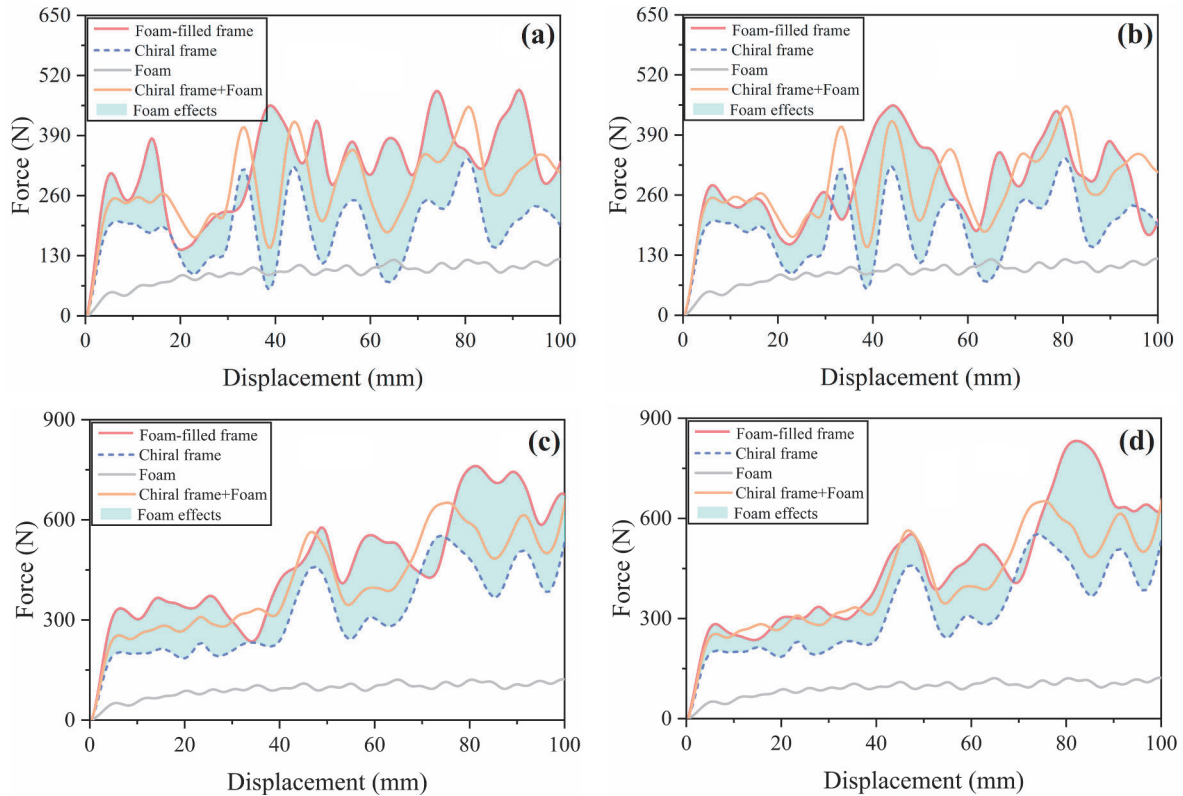 650
520
390
260
130
0
Force (N)
Foam-filled frame
Chiral frame
Foam
Chiral frame+Foam
Foam effects
(a)
0 20 40 60 80 100
Displacement (mm)
650
520
390
260
130
0
Force (N)
Foam-filled frame
Chiral frame
Foam
Chiral frame+Foam
Foam effects
(b)
0 20 40 60 80 100
Displacement (mm)
900
600
300
0
Force (N)
Foam-filled frame
Chiral frame
Foam
Chiral frame+Foam
Foam effects
(c)
0 20 40 60 80 100
Displacement (mm)
900
600
300
0
Force (N)
Foam-filled frame
Chiral frame
Foam
Chiral frame+Foam
Foam effects
(d)
0 20 40 60 80 100
Displacement (mm)